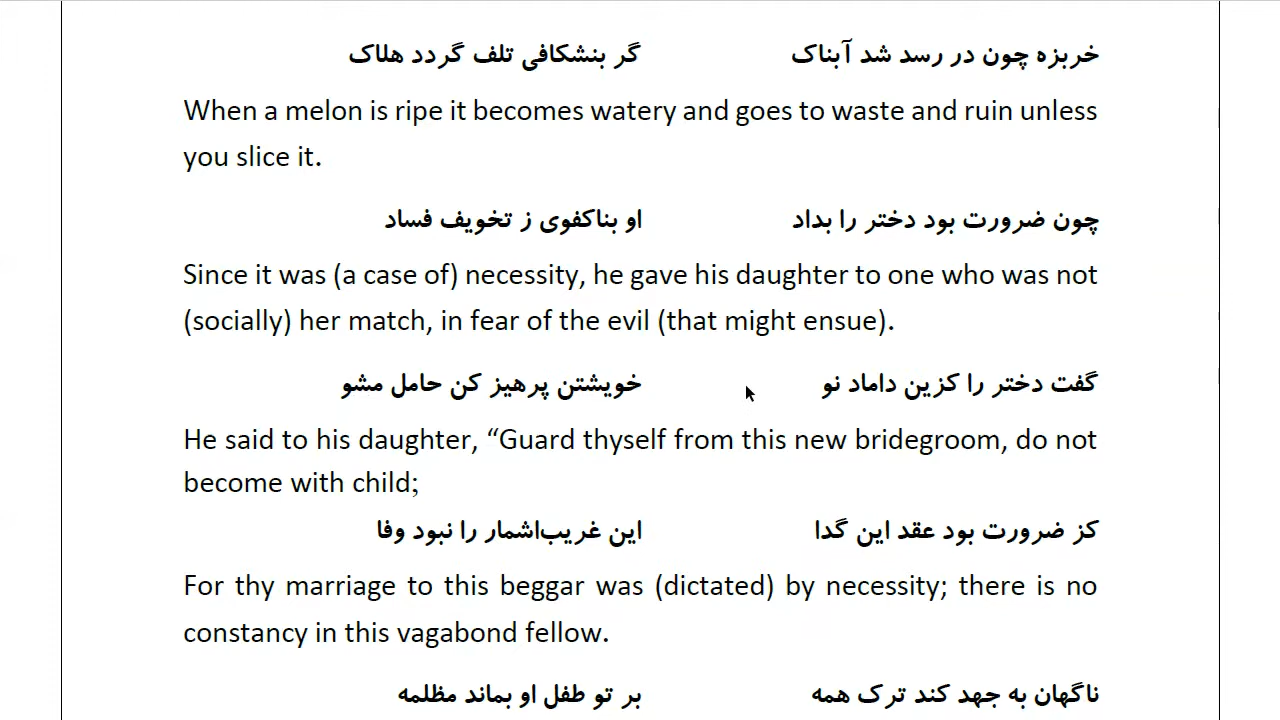 خربزه چون در رسد شد آبناک گر بنشکافی تلف گردد هلاک
When a melon is ripe it becomes watery and goes to waste and ruin unless
you slice it.
چون ضرورت بود دختر را بداد او بناکفوی ز تخویف فساد
Since it was (a case of) necessity, he gave his daughter to one who was not
(socially) her match, in fear of the evil (that might ensue).
گفت دختر را کزین داماد نو خویشتن پرهیز کن حامل مشو
He said to his daughter, “Guard thyself from this new bridegroom, do not
become with child;
کز ضرورت بود عقد این گدا این غریب‌اشمار را نبود وفا
For thy marriage to this beggar was (dictated) by necessity; there is no
constancy in this vagabond fellow.
ناگهان به جهد کند ترک همه بر تو طفل او بماند مظلمه